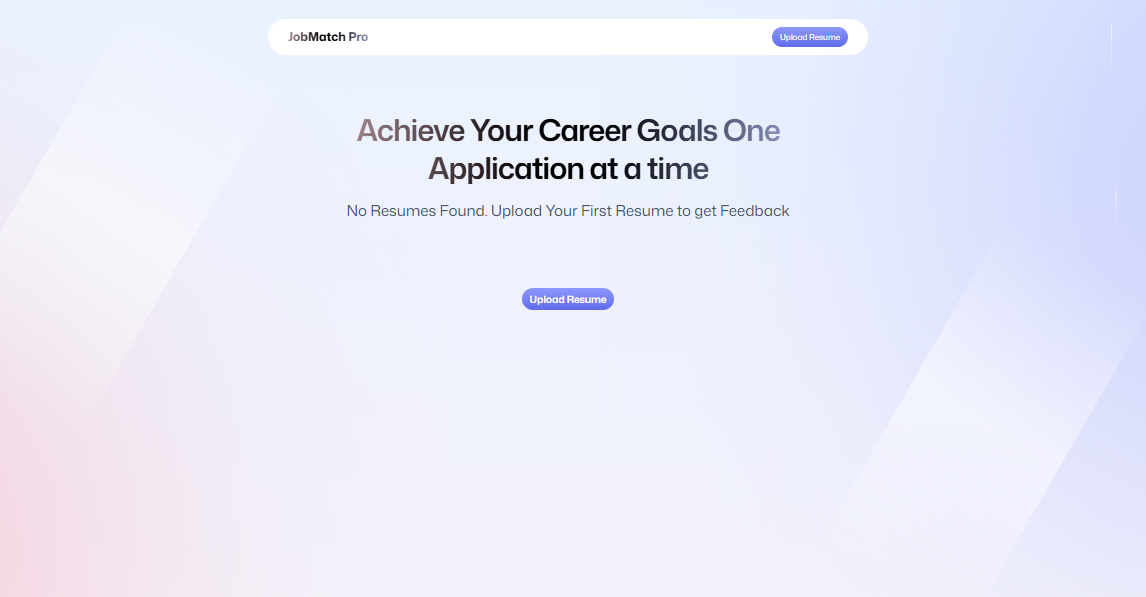 JobMatch Pro
Upload Resume
Achieve Your Career Goals One
Application at a time
No Resumes Found. Upload Your First Resume to get Feedback
Upload Resume